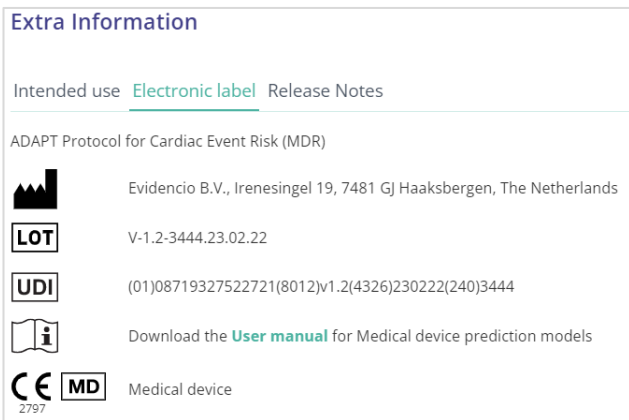 Extra Information
Intended use Electronic label Release Notes
ADAPT Protocol for Cardiac Event Risk (MDR)
Evidencio B.V., Irenesingel 19, 7481 GJ Haaksbergen, The Netherlands
LOT V-1.2-3444.23.02.22
UDI (01)08719327522721(8012)v1.2(4326)230222(240)3444
i Download the User manual for Medical device prediction models
CE MD Medical device
2797